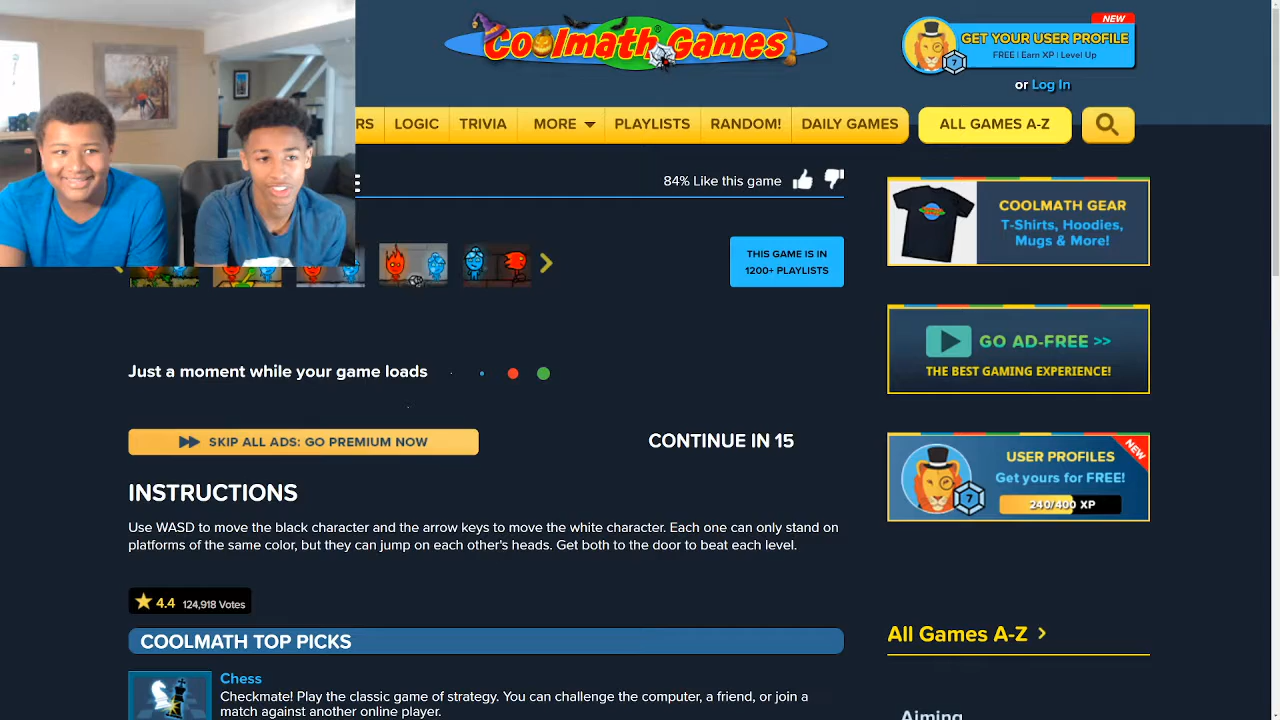 Coolmath Games
NEW
GET YOUR USER PROFILE
FREE | Earn XP | Level Up
7
or Log In
RS LOGIC TRIVIA MORE PLAYLISTS RANDOM! DAILY GAMES ALL GAMES A-Z
84% Like this game
THIS GAME IS IN
1200+ PLAYLISTS
COOLMATH GEAR
T-Shirts, Hoodies,
Mugs & More!
GO AD-FREE >>
THE BEST GAMING EXPERIENCE!
Just a moment while your game loads
SKIP ALL ADS: GO PREMIUM NOW
CONTINUE IN 15
NEW
USER PROFILES
Get yours for FREE!
7
240/400 XP
INSTRUCTIONS
Use WASD to move the black character and the arrow keys to move the white character. Each one can only stand on
platforms of the same color, but they can jump on each other's heads. Get both to the door to beat each level.
4.4 124,918 Votes
COOLMATH TOP PICKS
All Games A-Z >
Chess
Checkmate! Play the classic game of strategy. You can challenge the computer, a friend, or join a
match against another online player.
Aiming